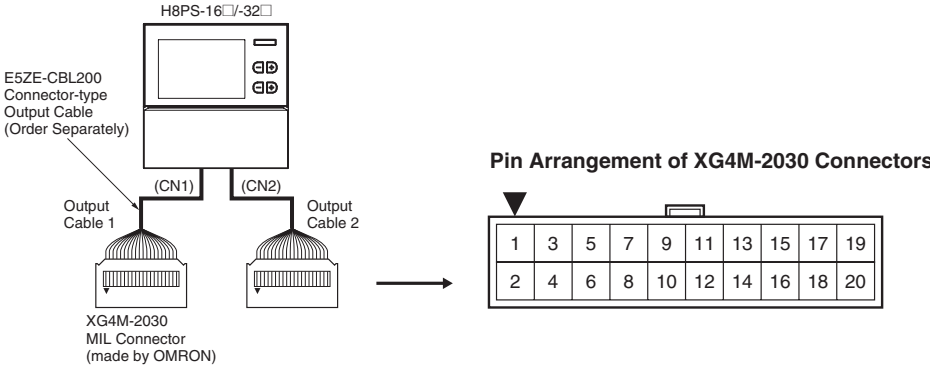 H8PS-16□/-32□
E5ZE-CBL200
Connector-type
Output Cable
(Order Separately)
(CN1)
(CN2)
Output
Cable 1
Output
Cable 2
XG4M-2030
MIL Connector
(made by OMRON)
Pin Arrangement of XG4M-2030 Connectors
1 3 5 7 9 11 13 15 17 19
2 4 6 8 10 12 14 16 18 20